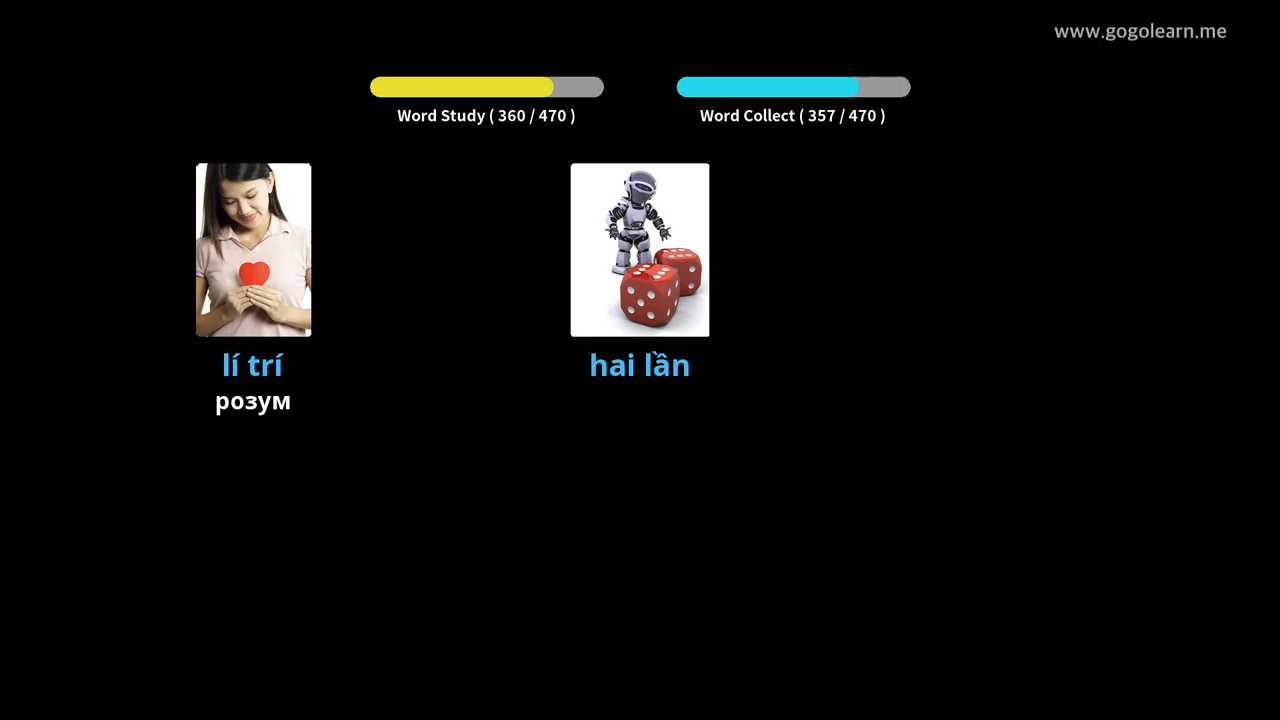 www.gogolearn.me
Word Study ( 360 / 470 )
Word Collect ( 357 / 470 )
lí trí
розум
hai lần